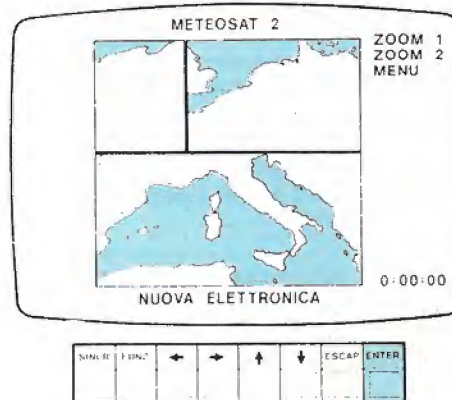 METEOSAT 2
ZOOM 1
ZOOM 2
MENU
0:00:00
NUOVA ELETTRONICA
ESCAP ENTER